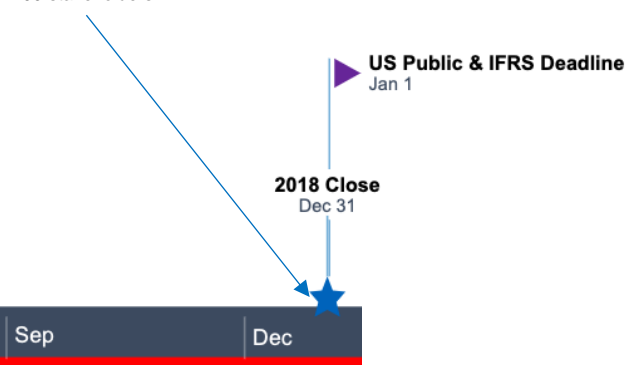 US Public & IFRS Deadline
Jan 1
2018 Close
Dec 31
Sep
Dec